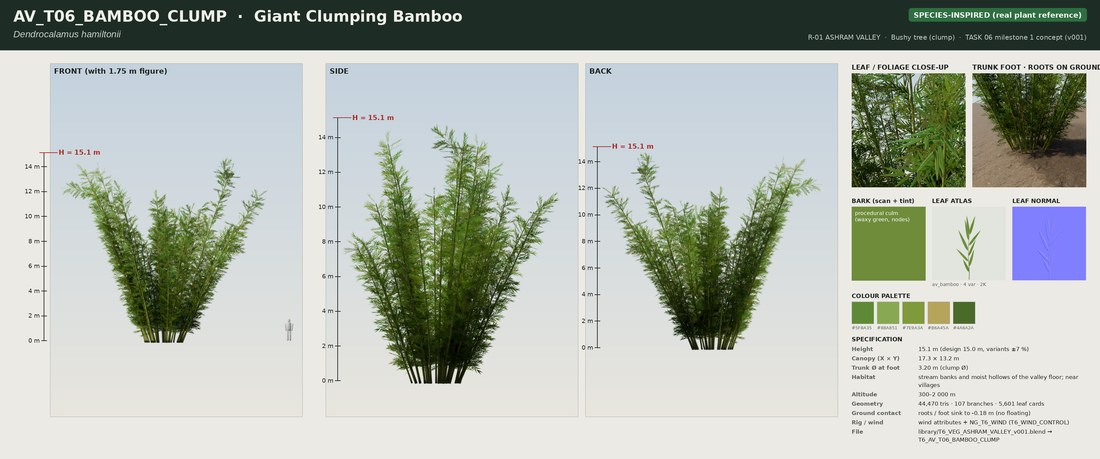 AV_T06_BAMBOO_CLUMP · Giant Clumping Bamboo
Dendrocalamus hamiltonii
SPECIES-INSPIRED (real plant reference)
R-01 ASHRAM VALLEY · Bushy tree (clump) · TASK 06 milestone 1 concept (v001)
FRONT (with 1.75 m figure)
H = 15.1 m
14 m
12 m
10 m
8 m
6 m
4 m
2 m
0 m
SIDE
H = 15.1 m
14 m
12 m
10 m
8 m
6 m
4 m
2 m
0 m
BACK
H = 15.1 m
14 m
12 m
10 m
8 m
6 m
4 m
2 m
0 m
LEAF / FOLIAGE CLOSE-UP
TRUNK FOOT · ROOTS ON GROUND
BARK (scan + tint)
LEAF ATLAS
LEAF NORMAL
procedural culm
(waxy green, nodes)
av_bamboo · 4 var · 2K
COLOUR PALETTE
SPECIFICATION
Height 15.1 m (design 15.0 m, variants ±7 %)
Canopy (X × Y) 17.3 × 13.2 m
Trunk Ø at foot 3.20 m (clump Ø)
Habitat stream banks and moist hollows of the valley floor; near
villages
Altitude 300–2 000 m
Geometry 44,470 tris · 107 branches · 5,601 leaf cards
Ground contact roots / foot sink to -0.18 m (no floating)
Rig / wind wind attributes + NG_T6_WIND (T6_WIND_CONTROL)
File library/T6_VEG_ASHRAM_VALLEY_v001.blend →
T6_AV_T06_BAMBOO_CLUMP